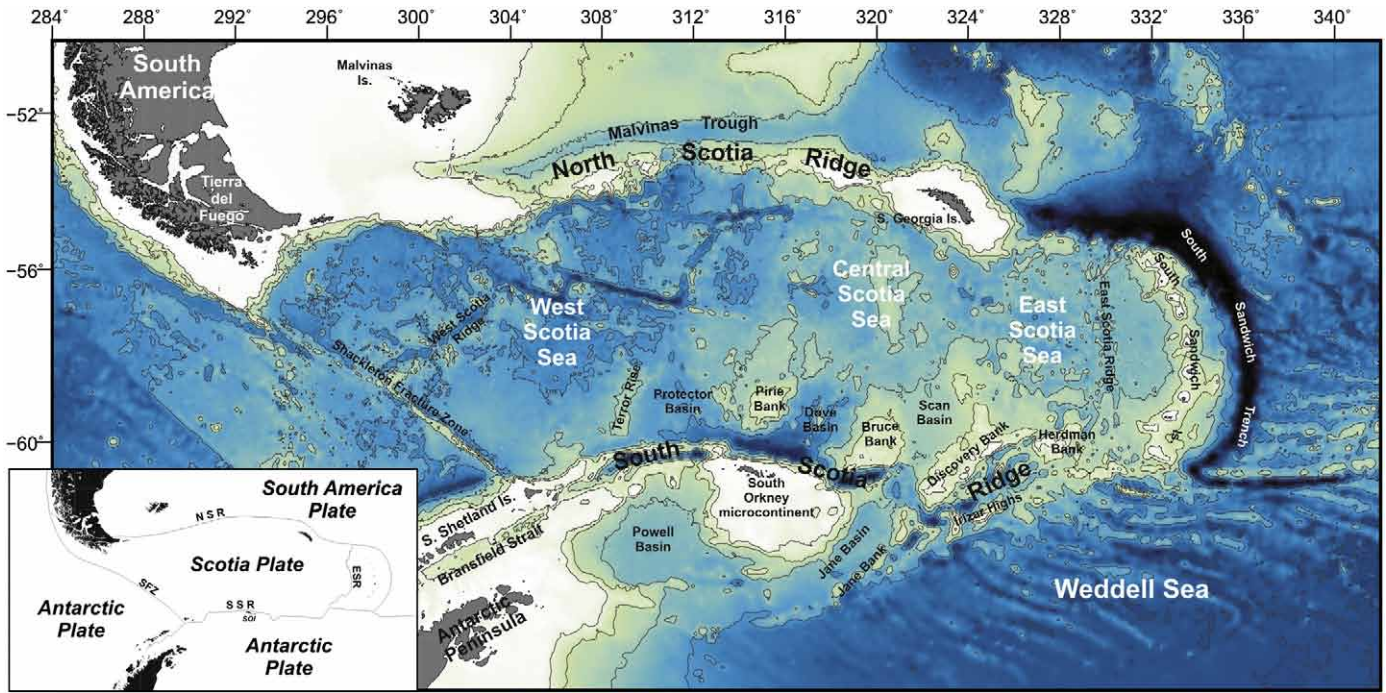 284° 288° 292° 296° 300° 304° 308° 312° 316° 320° 324° 328° 332° 336° 340°
−52°
−56°
−60°
South
America
Malvinas
Is.
Malvinas Trough
North Scotia Ridge
Tierra
del
Fuego
S. Georgia Is.
South
Sandwich
Trench
South
Sandwich
Is.
Central
Scotia
Sea
West
Scotia
Sea
East
Scotia
Sea
East Scotia Ridge
West Scotia
Ridge
Shackleton Fracture Zone
Terror Rise
Protector
Basin
Pirie
Bank
Dove
Basin
Bruce
Bank
Scan
Basin
Discovery Bank
Herdman
Bank
South Scotia Ridge
Irizar Highs
South
Orkney
microcontinent
S. Shetland Is.
Bransfield Strait
Powell
Basin
Jane Basin
Jane Bank
Weddell Sea
Antarctic
Peninsula
South America
Plate
NSR
Scotia Plate
ESR
SFZ
SSR
SOI
Antarctic
Plate
Antarctic
Plate